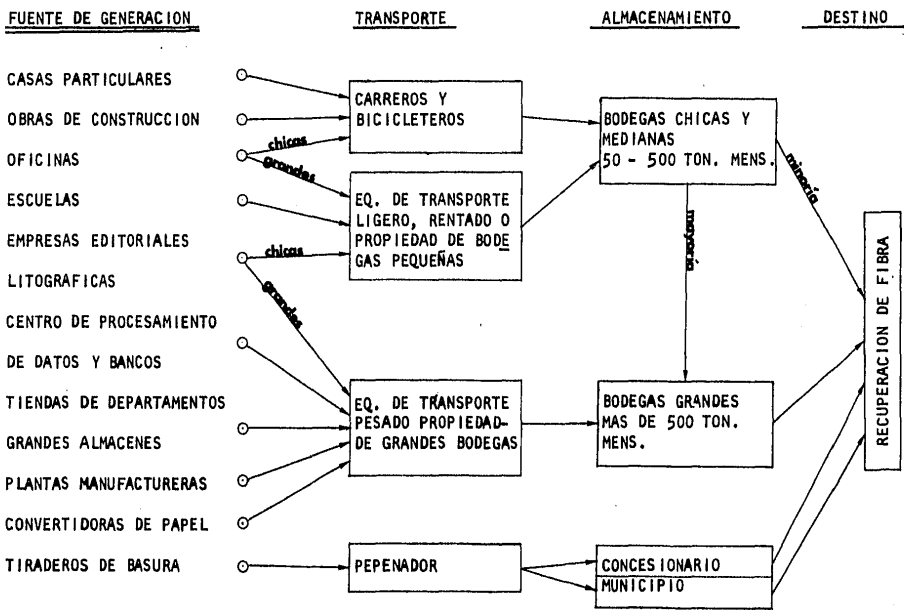 FUENTE DE GENERACION
TRANSPORTE
ALMACENAMIENTO
DESTINO
CASAS PARTICULARES
OBRAS DE CONSTRUCCION
OFICINAS
ESCUELAS
EMPRESAS EDITORIALES
LITOGRAFICAS
CENTRO DE PROCESAMIENTO
DE DATOS Y BANCOS
TIENDAS DE DEPARTAMENTOS
GRANDES ALMACENES
PLANTAS MANUFACTURERAS
CONVERTIDORAS DE PAPEL
TIRADEROS DE BASURA
chicas
grandes
chicas
grandes
CARREROS Y
BICICLETEROS
EQ. DE TRANSPORTE
LIGERO, RENTADO O
PROPIEDAD DE BODE
GAS PEQUEÑAS
EQ. DE TRANSPORTE
PESADO PROPIEDAD-
DE GRANDES BODEGAS
PEPENADOR
BODEGAS CHICAS Y
MEDIANAS
50 - 500 TON. MENS.
mayoría
minoría
BODEGAS GRANDES
MAS DE 500 TON.
MENS.
CONCESIONARIO
MUNICIPIO
RECUPERACION DE FIBRA